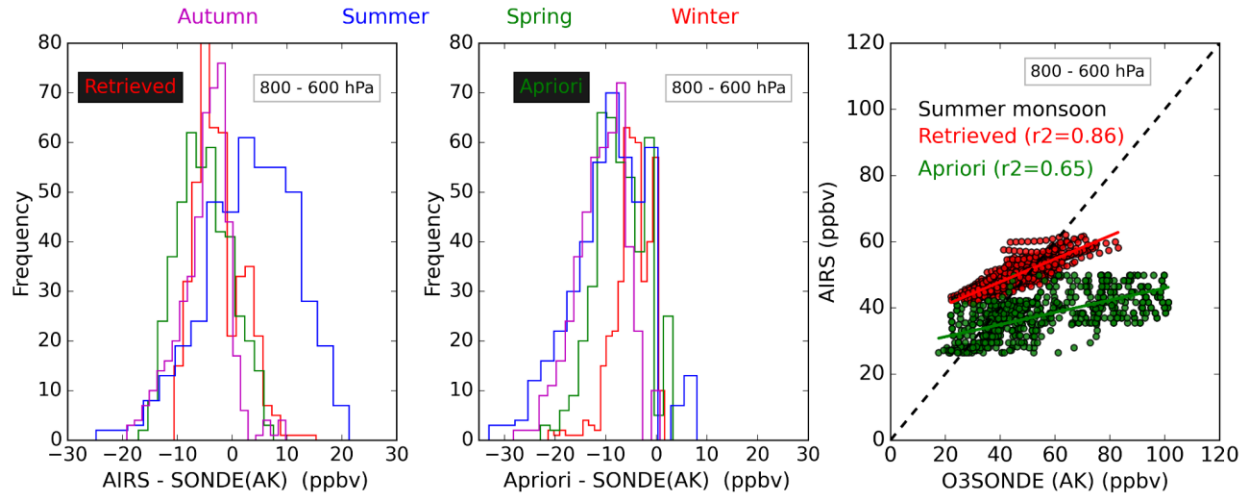 Autumn Summer Spring Winter
80
70
60
50
40
30
20
10
0
Frequency
Retrieved
800 - 600 hPa
−30 −20 −10 0 10 20 30
AIRS - SONDE(AK) (ppbv)
80
70
60
50
40
30
20
10
0
Frequency
Apriori
800 - 600 hPa
−30 −20 −10 0 10 20 30
Apriori - SONDE(AK) (ppbv)
120
100
80
60
40
20
0
AIRS (ppbv)
800 - 600 hPa
Summer monsoon
Retrieved (r2=0.86)
Apriori (r2=0.65)
0 20 40 60 80 100 120
O3SONDE (AK) (ppbv)